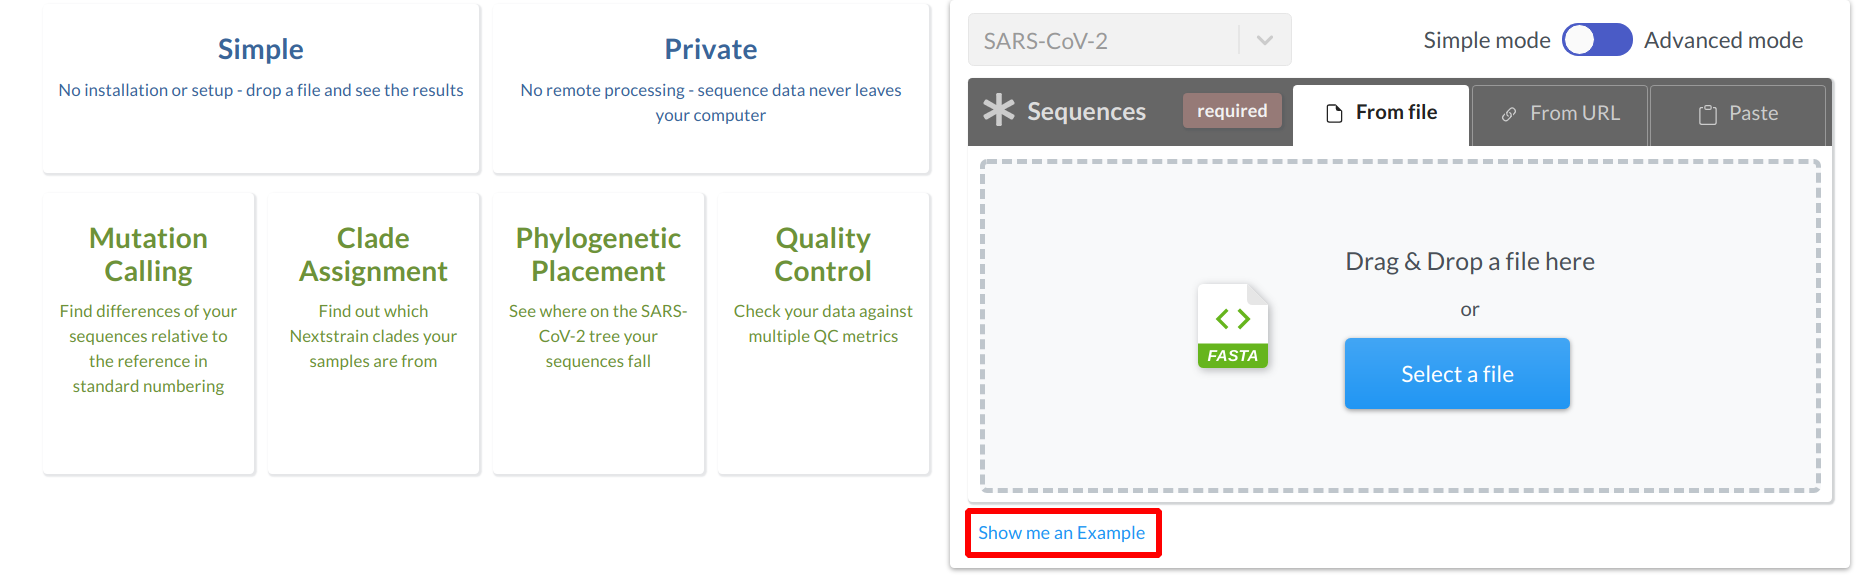 Simple
No installation or setup - drop a file and see the results
Private
No remote processing - sequence data never leaves
your computer
Mutation
Calling
Find differences of your
sequences relative to
the reference in
standard numbering
Clade
Assignment
Find out which
Nextstrain clades your
samples are from
Phylogenetic
Placement
See where on the SARS-
CoV-2 tree your
sequences fall
Quality
Control
Check your data against
multiple QC metrics
SARS-CoV-2
Simple mode Advanced mode
Sequences required From file From URL Paste
Drag & Drop a file here
or
FASTA
Select a file
Show me an Example